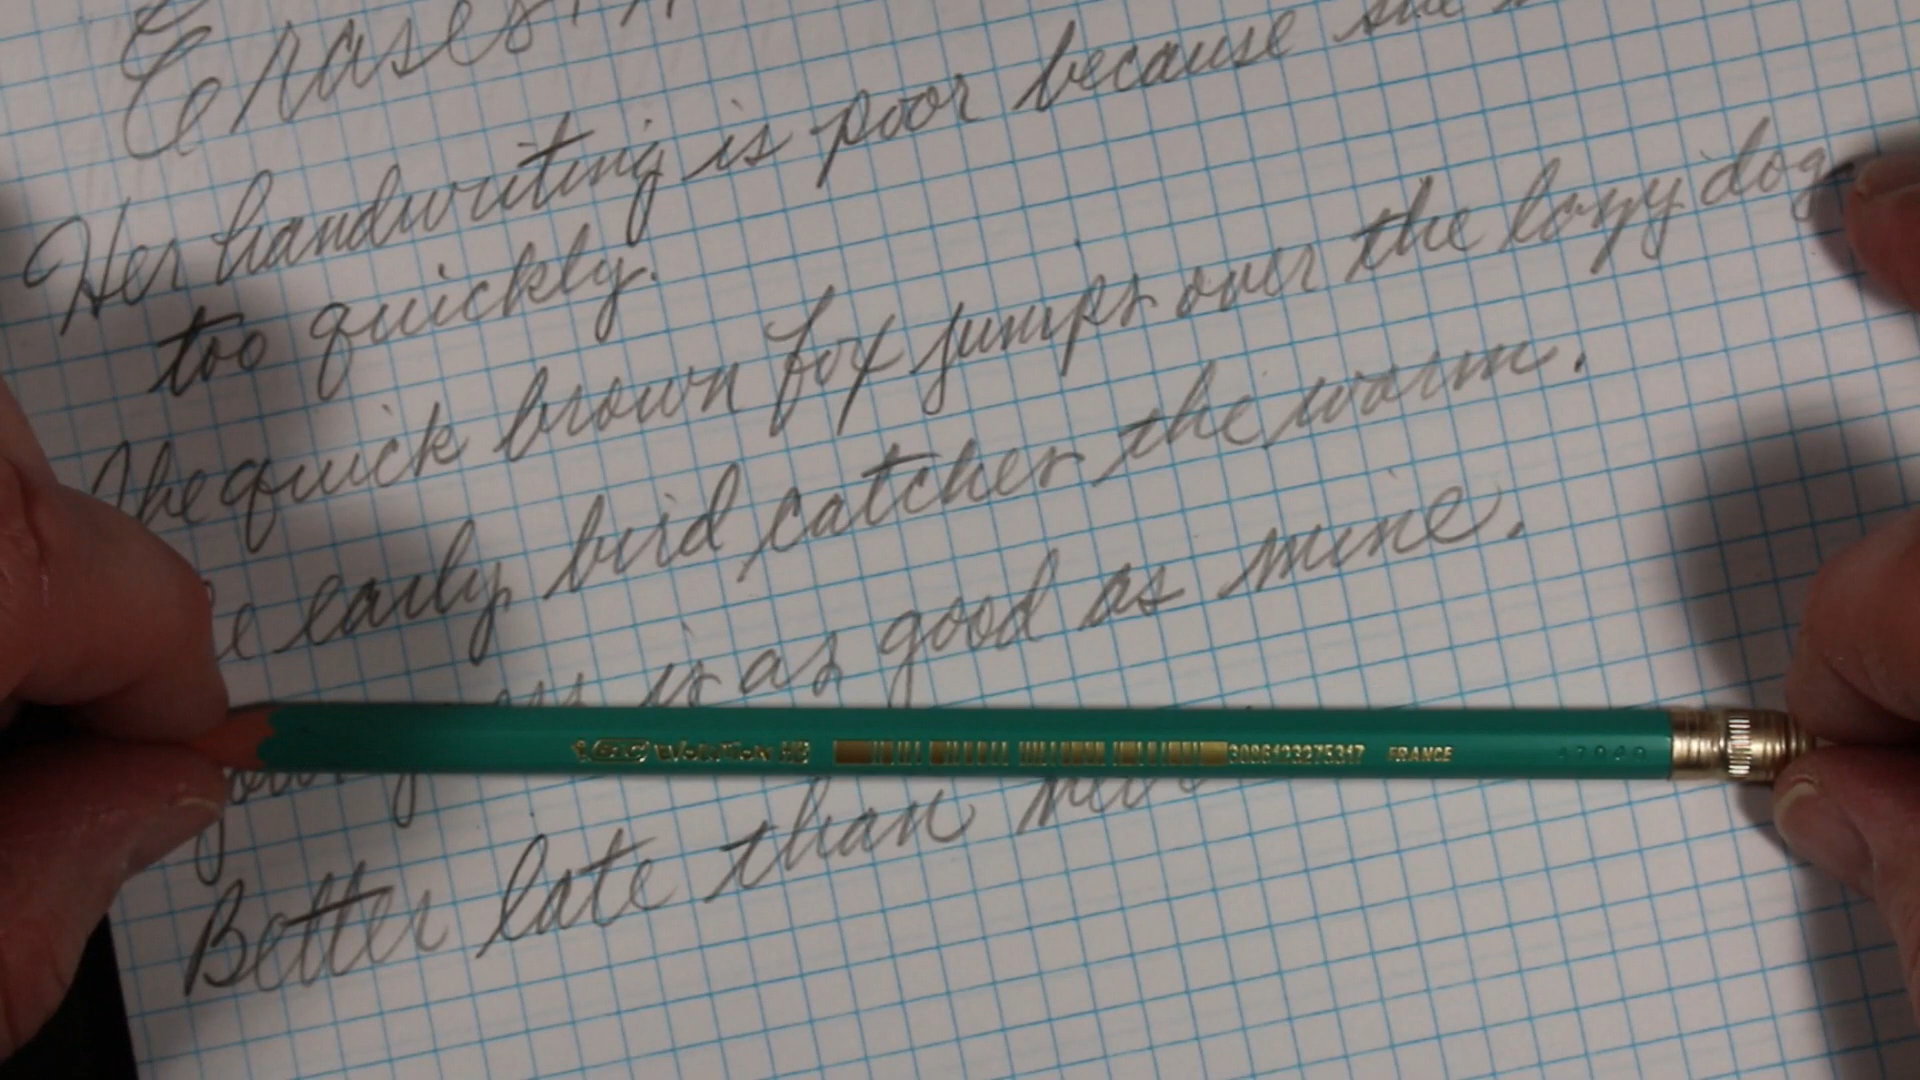 Erases
Her handwriting is poor because she
too quickly.
The quick brown fox jumps over the lazy dog
early bird catches the worm.
is as good as mine.
BIC Evolution HB 3086123275317 FRANCE
Better late than